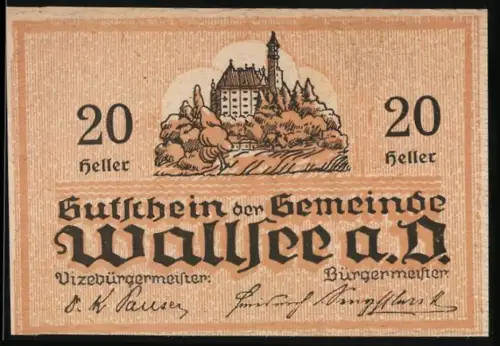 20 20
Heller Heller
Gutschein der Gemeinde
Wallsee a. D.
Vizebürgermeister: Bürgermeister